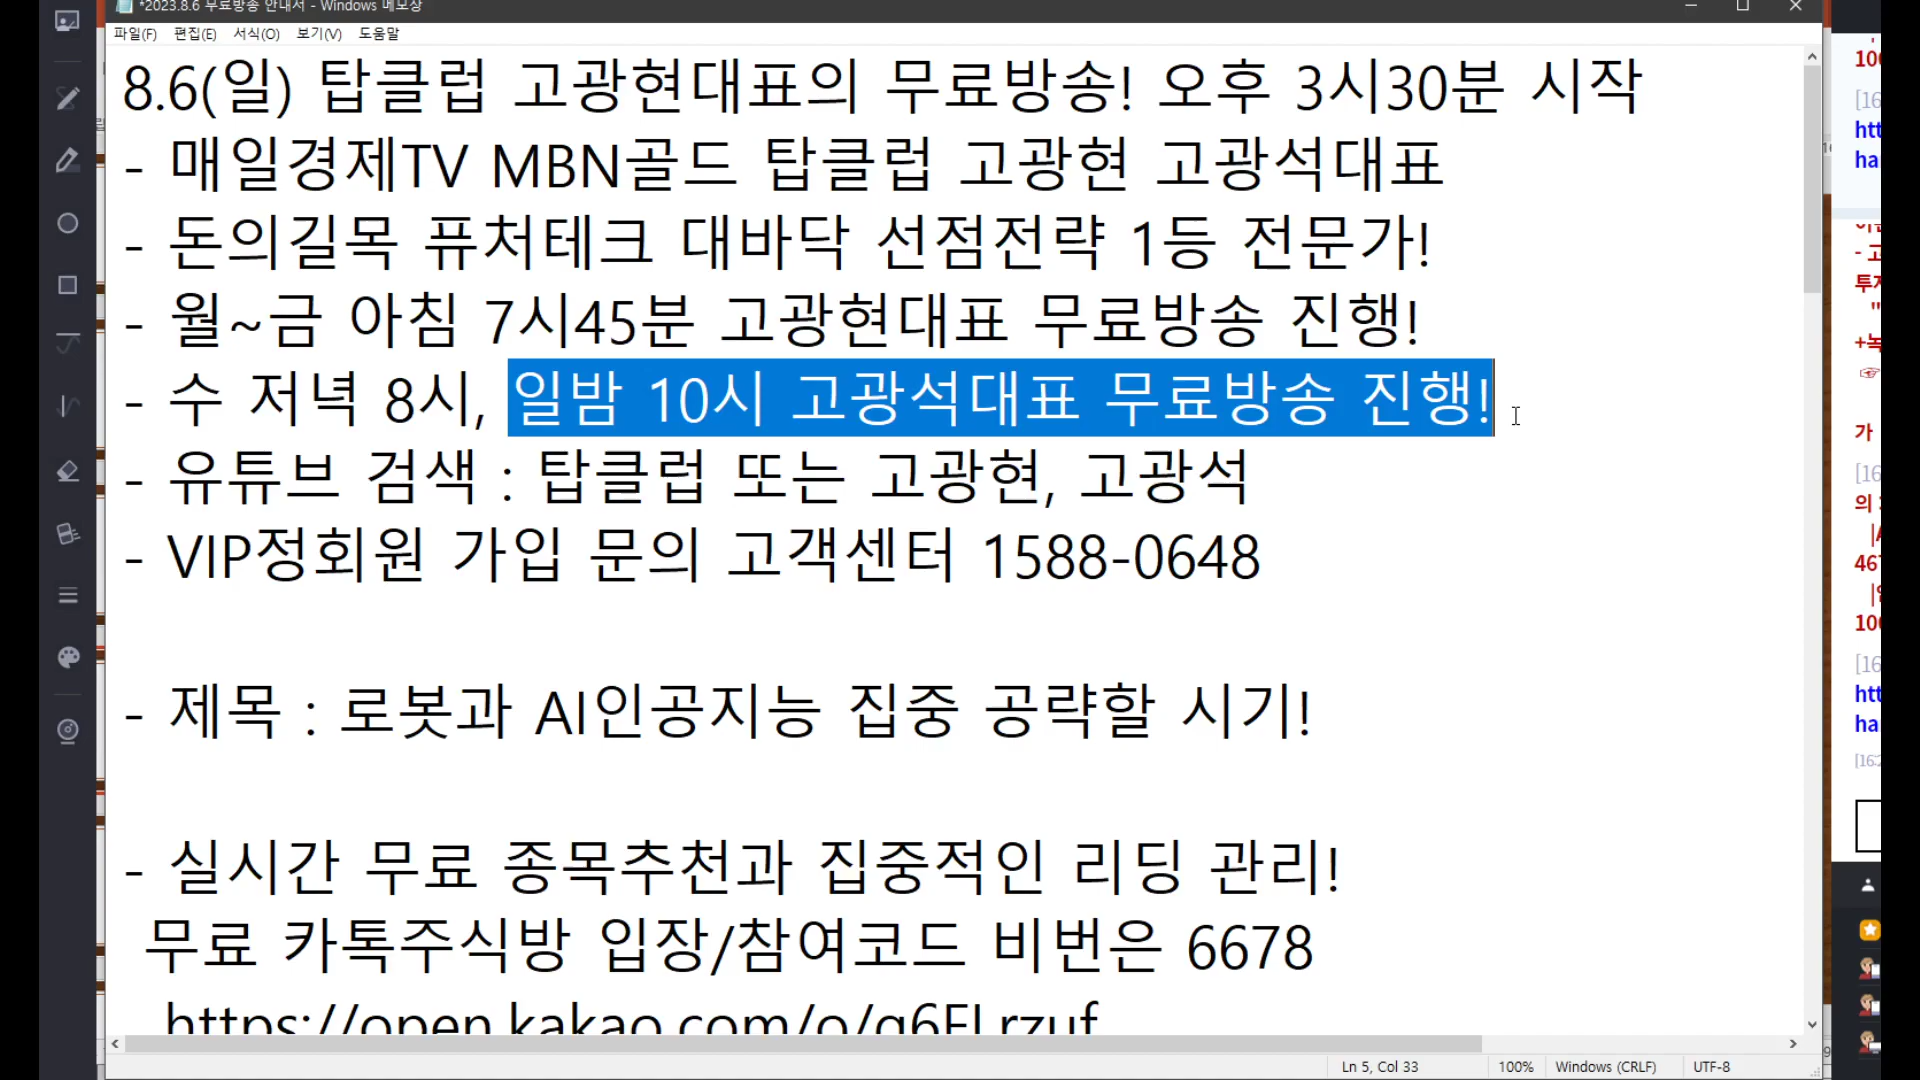 *2023.8.6 무료방송 안내서 - Windows 메모장
파일(F) 편집(E) 서식(O) 보기(V) 도움말
8.6(일) 탑클럽 고광현대표의 무료방송! 오후 3시30분 시작
- 매일경제TV MBN골드 탑클럽 고광현 고광석대표
- 돈의길목 퓨처테크 대바닥 선점전략 1등 전문가!
- 월~금 아침 7시45분 고광현대표 무료방송 진행!
- 수 저녁 8시, 일밤 10시 고광석대표 무료방송 진행!
- 유튜브 검색 : 탑클럽 또는 고광현, 고광석
- VIP정회원 가입 문의 고객센터 1588-0648
- 제목 : 로봇과 AI인공지능 집중 공략할 시기!
- 실시간 무료 종목추천과 집중적인 리딩 관리!
무료 카톡주식방 입장/참여코드 비번은 6678
Ln 5, Col 33 100% Windows (CRLF) UTF-8